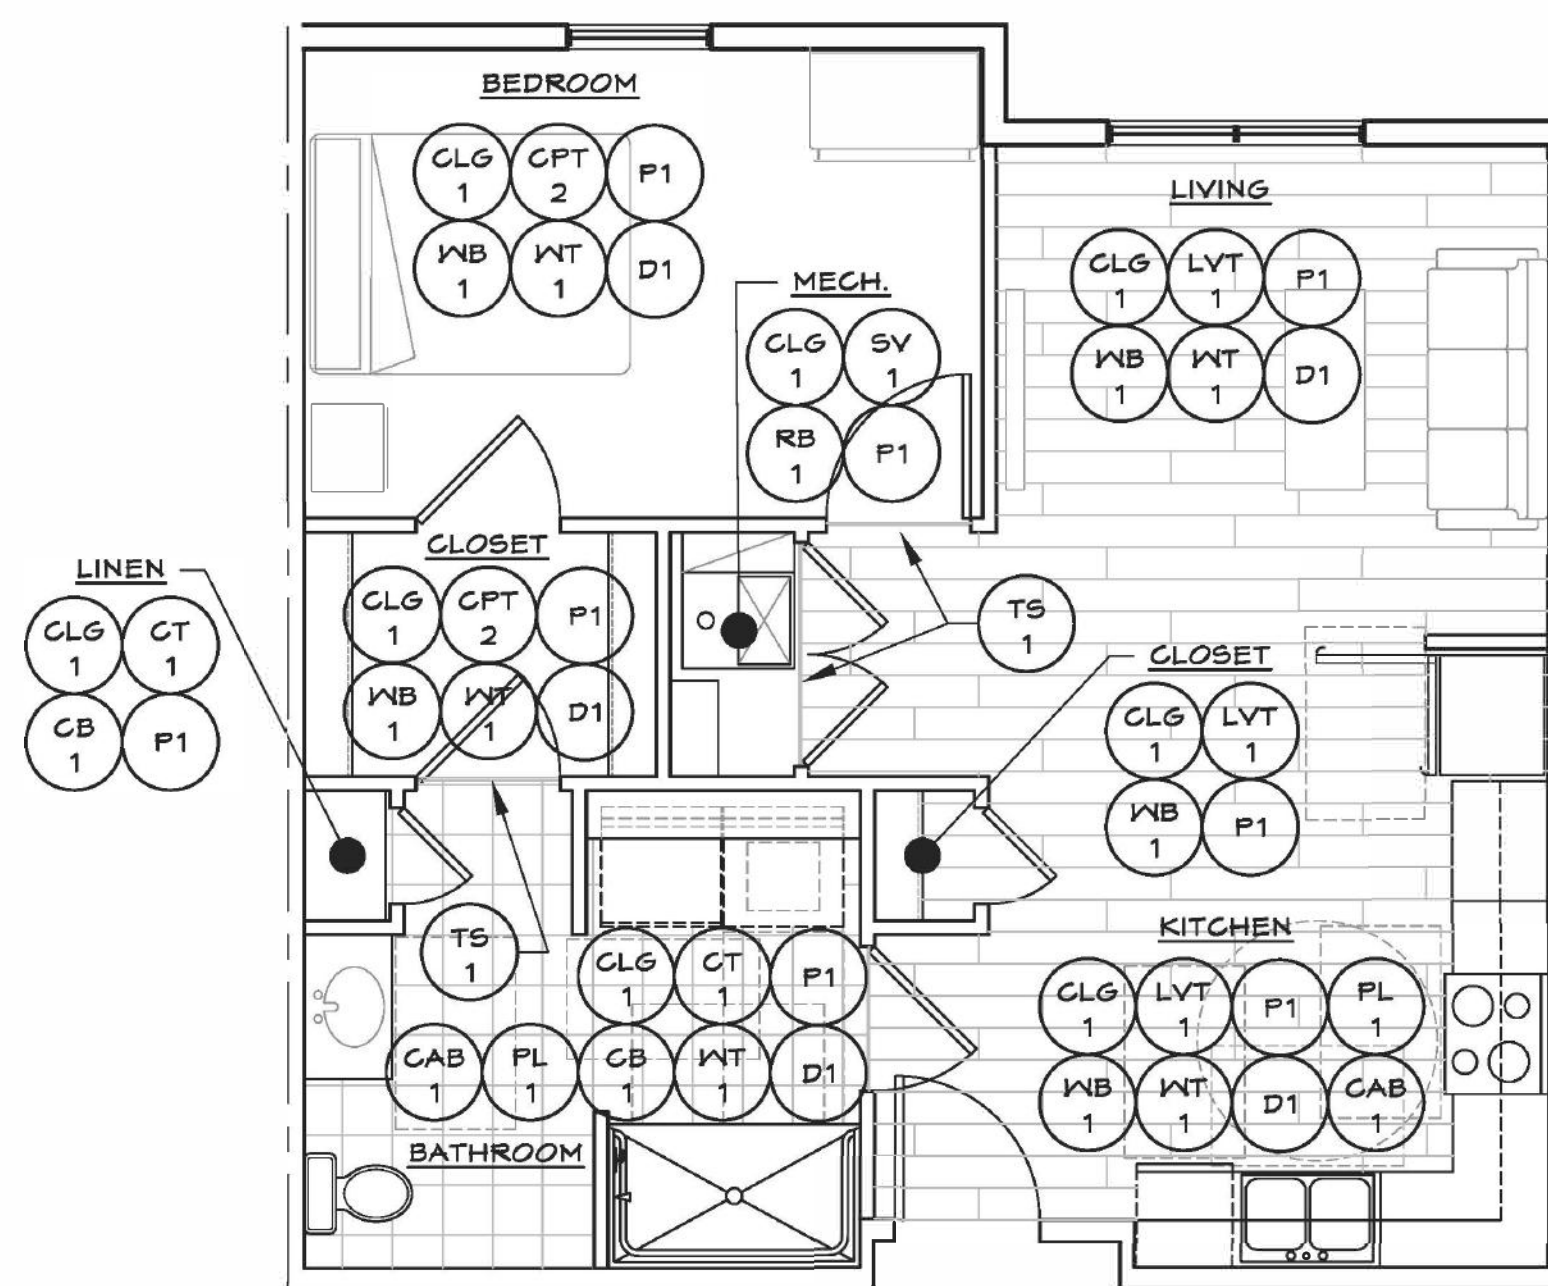 BEDROOM
CLG 1
CPT 2
P1
WB 1
WT 1
D1
LIVING
CLG 1
LVT 1
P1
WB 1
WT 1
D1
MECH.
CLG 1
SV 1
RB 1
P1
LINEN
CLG 1
CT 1
CB 1
P1
CLOSET
CLG 1
CPT 2
P1
WB 1
WT 1
D1
TS 1
CLOSET
CLG 1
LVT 1
WB 1
P1
TS 1
CLG 1
CT 1
P1
CAB 1
PL 1
CB 1
WT 1
D1
BATHROOM
KITCHEN
CLG 1
LVT 1
P1
PL 1
WB 1
WT 1
D1
CAB 1